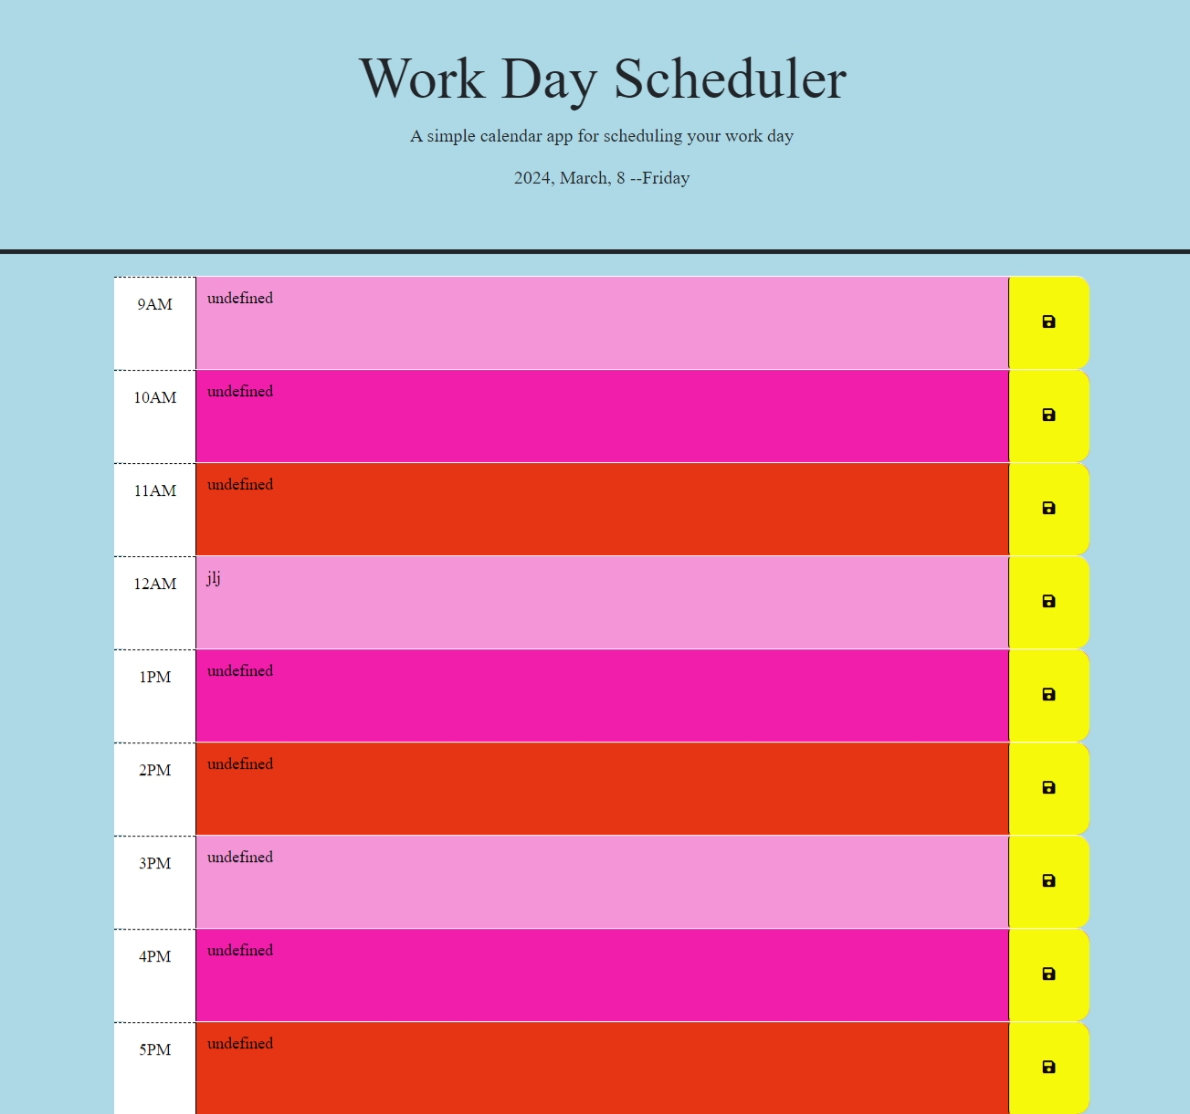 Work Day Scheduler
A simple calendar app for scheduling your work day
2024, March, 8 --Friday
9AM undefined
10AM undefined
11AM undefined
12AM jlj
1PM undefined
2PM undefined
3PM undefined
4PM undefined
5PM undefined